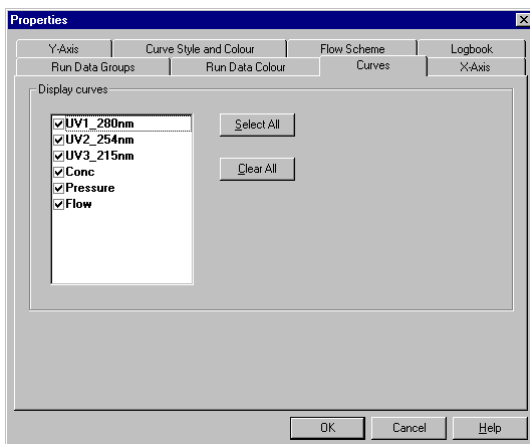 Properties
Y-Axis Curve Style and Colour Flow Scheme Logbook
Run Data Groups Run Data Colour Curves X-Axis
Display curves
UV1_280nm
Select All
UV2_254nm
UV3_215nm
Conc
Clear All
Pressure
Flow
OK Cancel Help